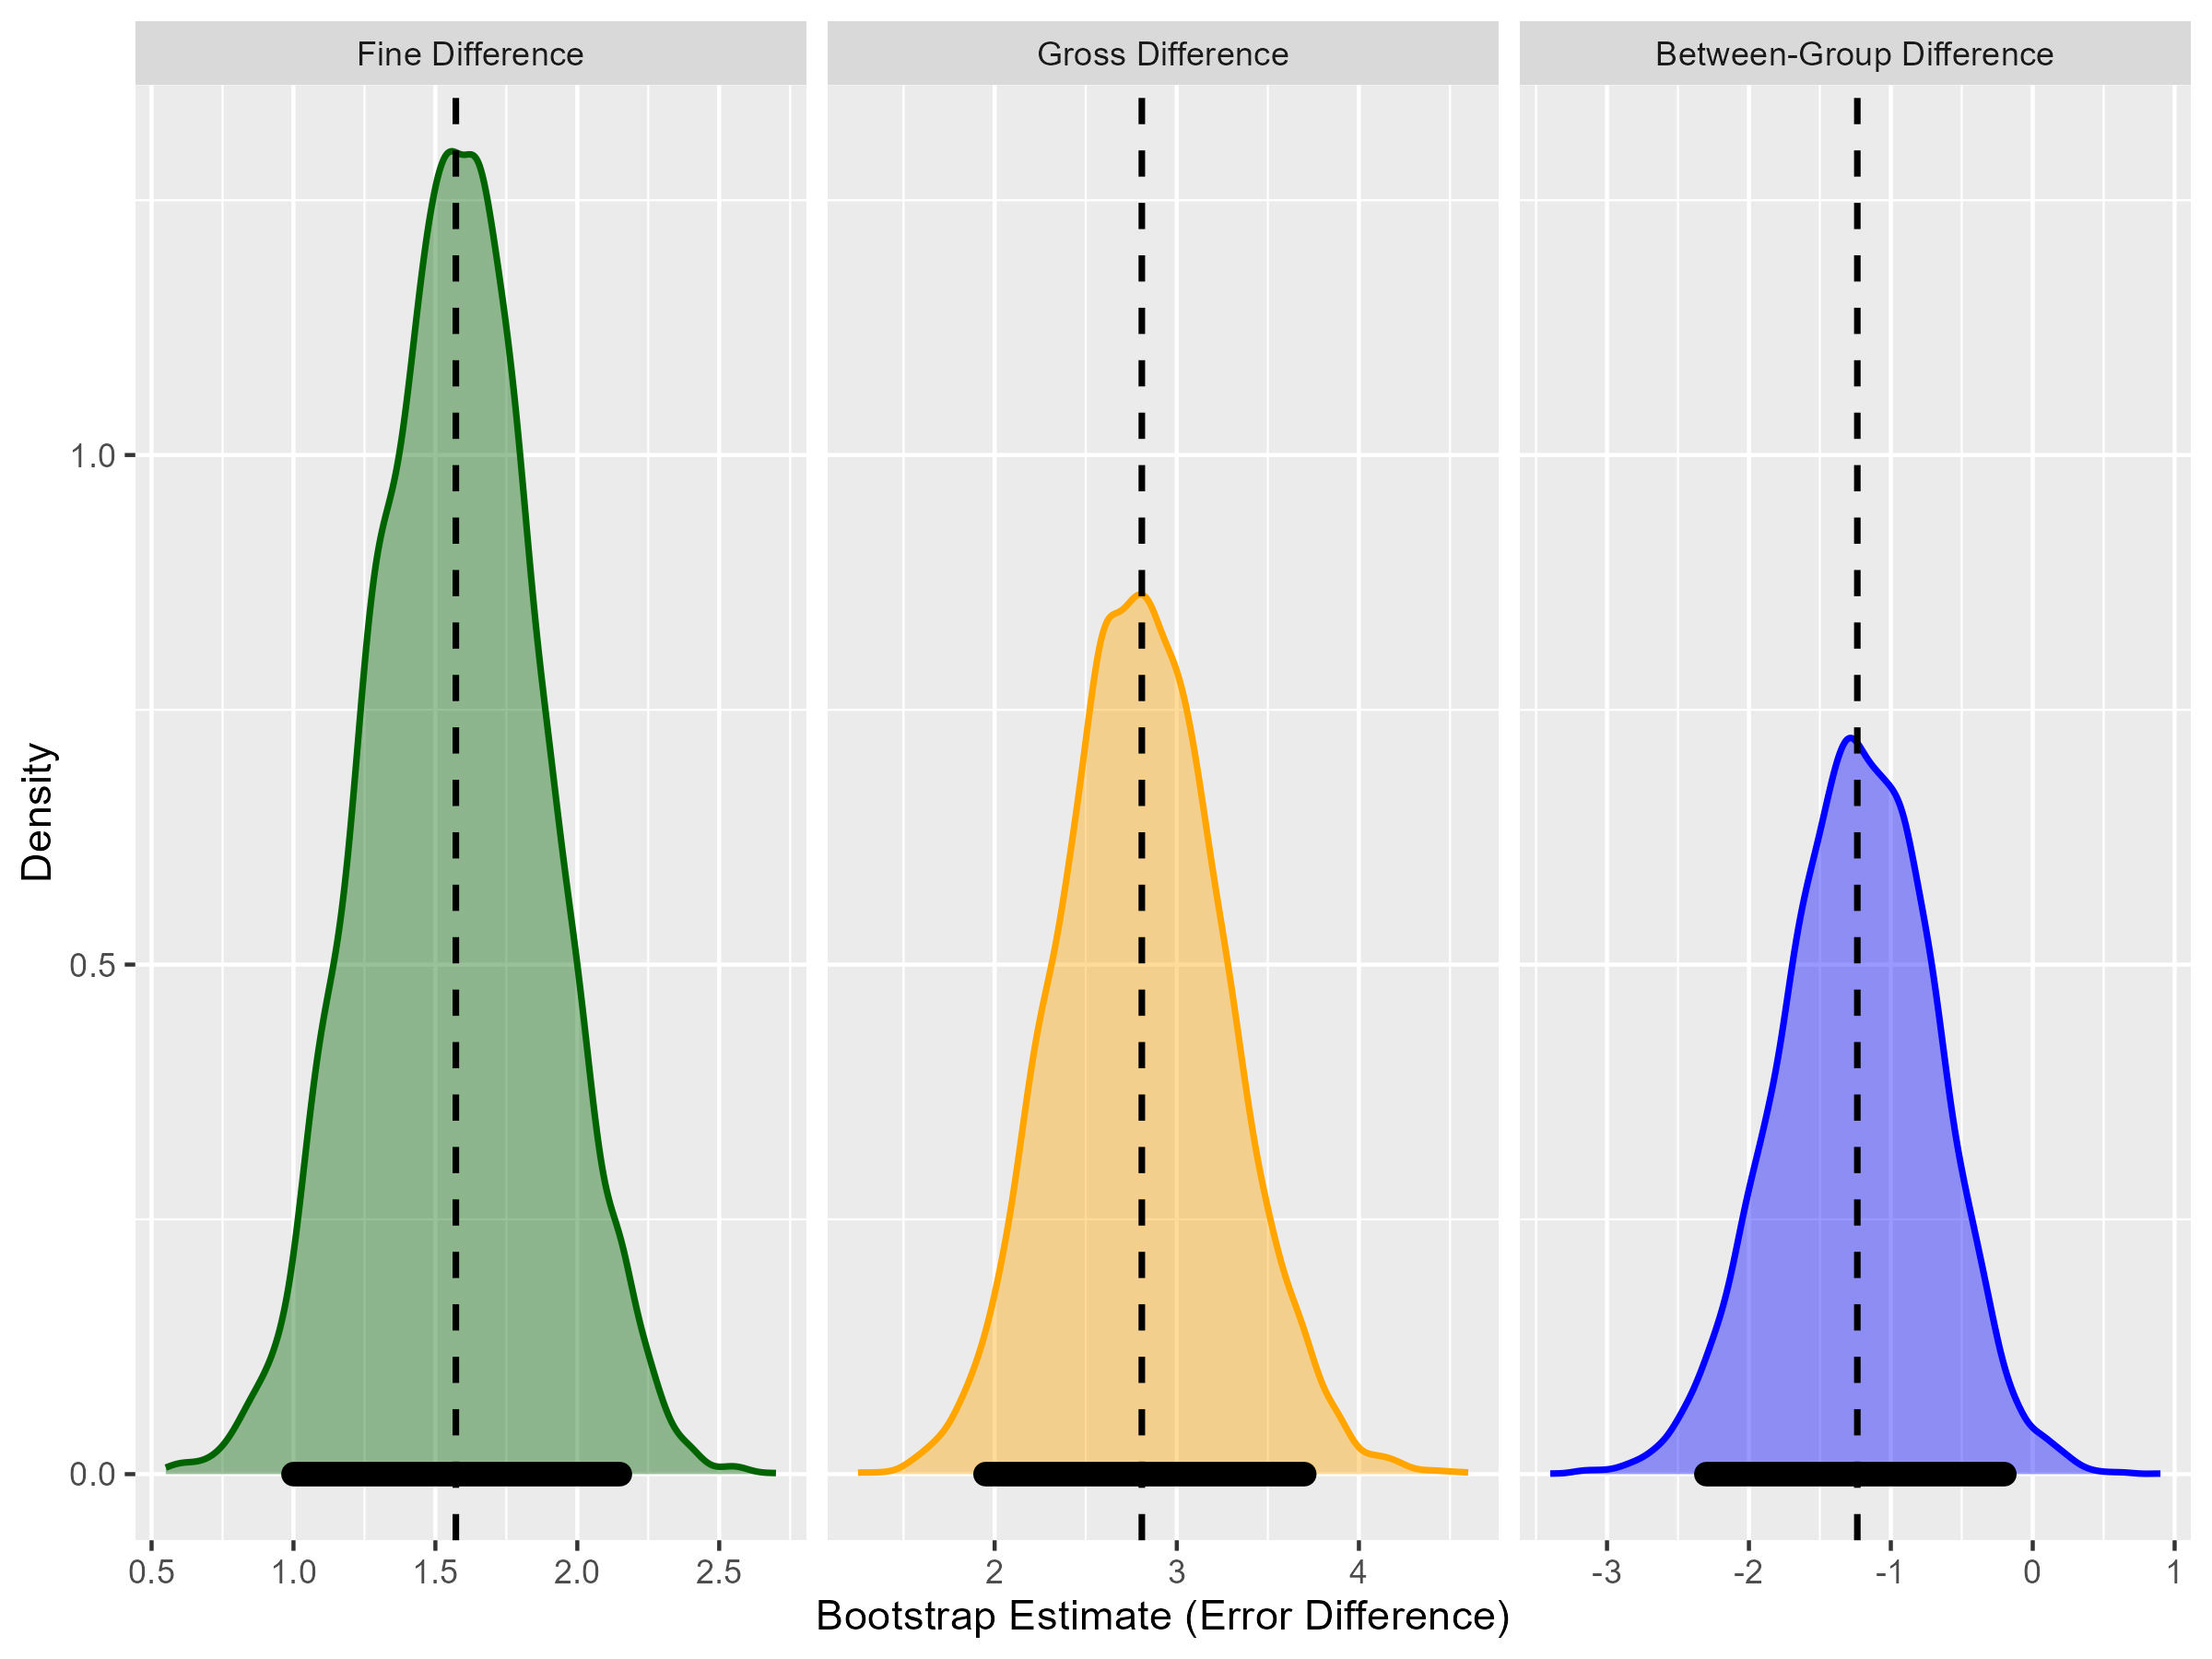 Fine Difference
Gross Difference
Between-Group Difference
Density
1.0
0.5
0.0
0.5 1.0 1.5 2.0 2.5
2 3 4
-3 -2 -1 0 1
Bootstrap Estimate (Error Difference)